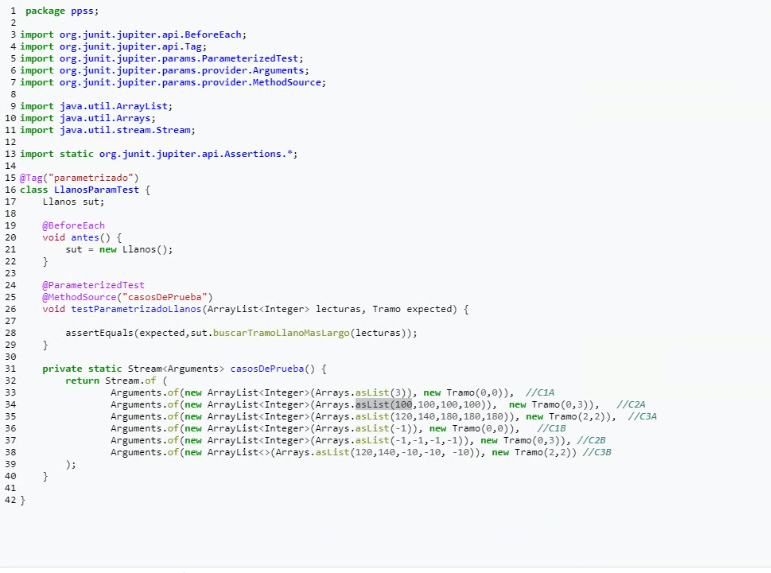 1 package ppss;
2
3 import org.junit.jupiter.api.BeforeEach;
4 import org.junit.jupiter.api.Tag;
5 import org.junit.jupiter.params.ParameterizedTest;
6 import org.junit.jupiter.params.provider.Arguments;
7 import org.junit.jupiter.params.provider.MethodSource;
8
9 import java.util.ArrayList;
10 import java.util.Arrays;
11 import java.util.stream.Stream;
12
13 import static org.junit.jupiter.api.Assertions.*;
14
15 @Tag("parametrizado")
16 class LlanosParamTest {
17 Llanos sut;
18
19 @BeforeEach
20 void antes() {
21 sut = new Llanos();
22 }
23
24 @ParameterizedTest
25 @MethodSource("casosDePrueba")
26 void testParametrizadoLlanos(ArrayList<Integer> lecturas, Tramo expected) {
27
28 assertEquals(expected,sut.buscarTramoLlanoMasLargo(lecturas));
29 }
30
31 private static Stream<Arguments> casosDePrueba() {
32 return Stream.of (
33 Arguments.of(new ArrayList<Integer>(Arrays.asList(3)), new Tramo(0,0)), //C1A
34 Arguments.of(new ArrayList<Integer>(Arrays.asList(100,100,100,100)), new Tramo(0,3)), //C2A
35 Arguments.of(new ArrayList<Integer>(Arrays.asList(120,140,180,180,180)), new Tramo(2,2)), //C3A
36 Arguments.of(new ArrayList<Integer>(Arrays.asList(-1)), new Tramo(0,0)), //C1B
37 Arguments.of(new ArrayList<Integer>(Arrays.asList(-1,-1,-1,-1)), new Tramo(0,3)), //C2B
38 Arguments.of(new ArrayList<>(Arrays.asList(120,140,-10,-10, -10)), new Tramo(2,2)) //C3B
39 );
40 }
41
42 }